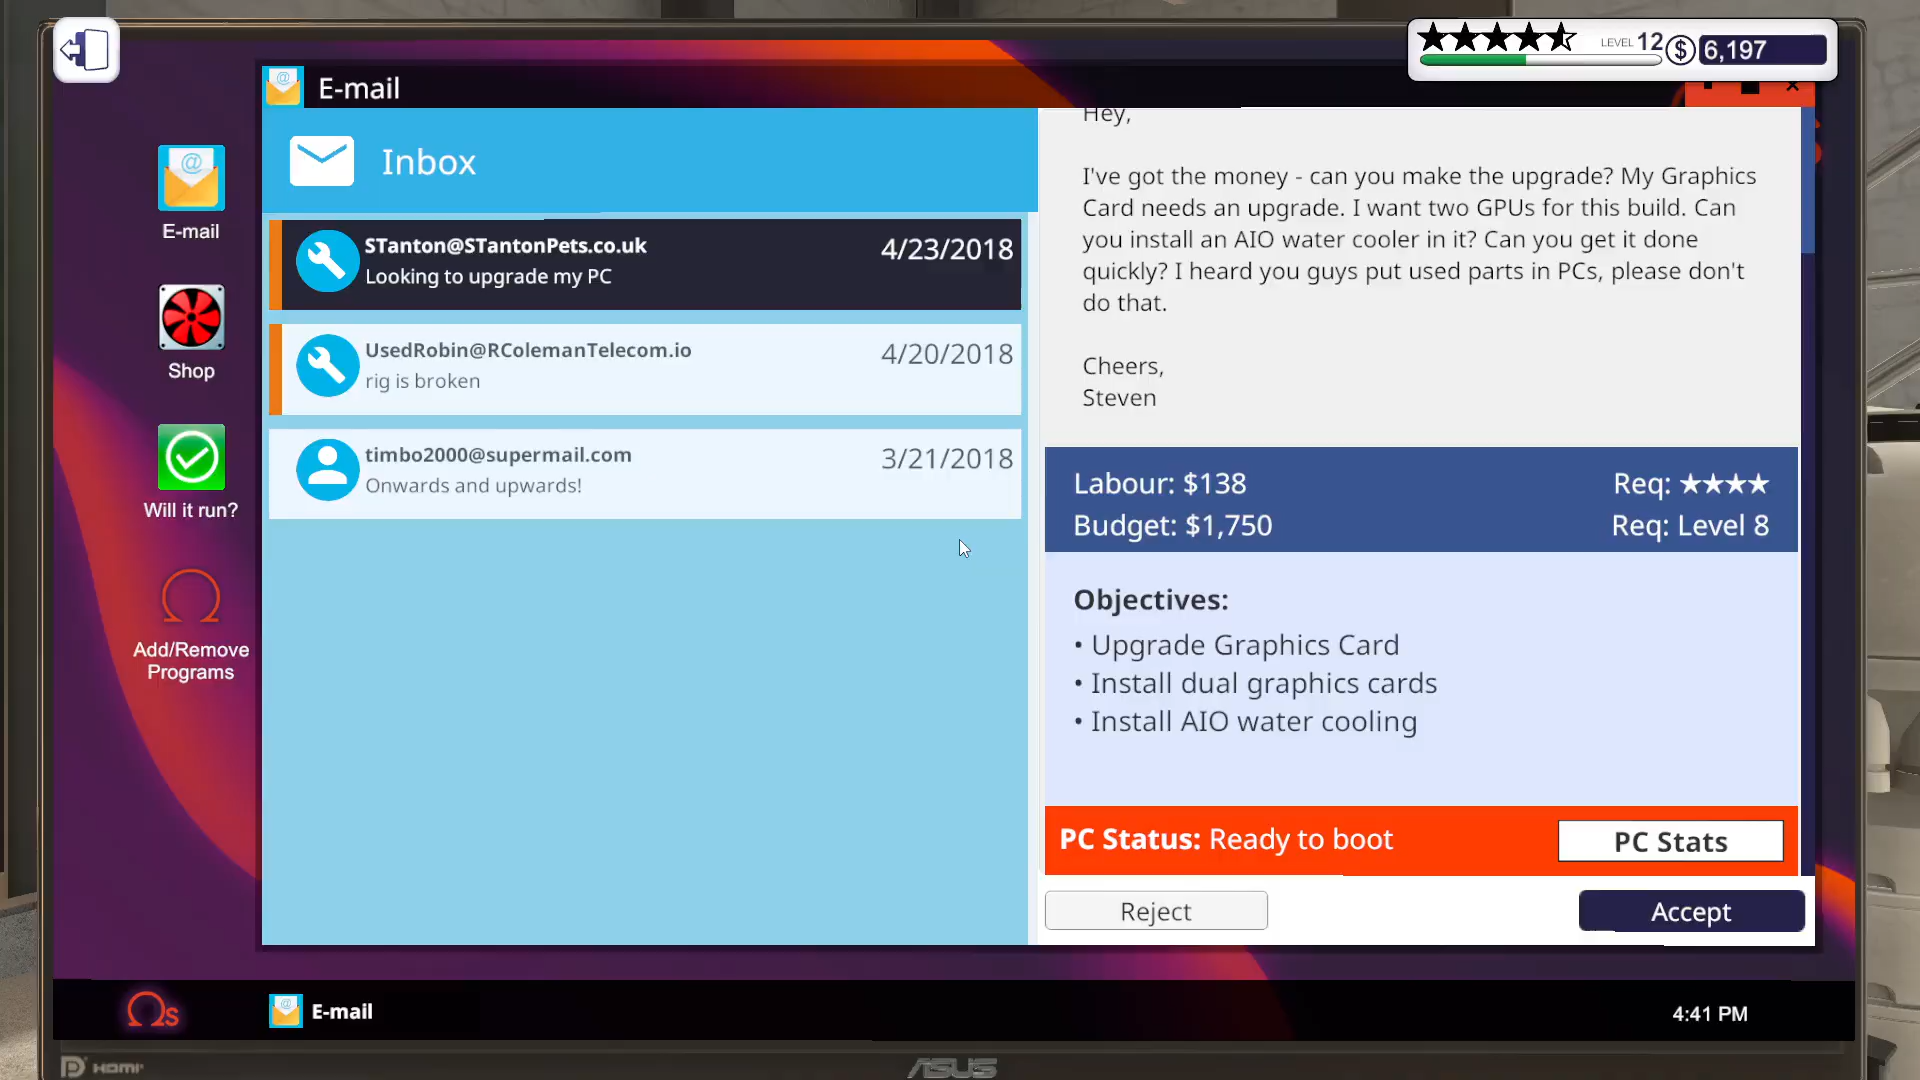 LEVEL 12
$ 6,197
E-mail
Inbox
STanton@STantonPets.co.uk
4/23/2018
Looking to upgrade my PC
UsedRobin@RColemanTelecom.io
4/20/2018
rig is broken
timbo2000@supermail.com
3/21/2018
Onwards and upwards!
E-mail
Shop
Will it run?
Add/Remove
Programs
Hey,
I've got the money - can you make the upgrade? My Graphics
Card needs an upgrade. I want two GPUs for this build. Can
you install an AIO water cooler in it? Can you get it done
quickly? I heard you guys put used parts in PCs, please don't
do that.
Cheers,
Steven
Labour: $138
Req: ★★★★
Budget: $1,750
Req: Level 8
Objectives:
• Upgrade Graphics Card
• Install dual graphics cards
• Install AIO water cooling
PC Status: Ready to boot
PC Stats
Reject
Accept
Ωs
E-mail
4:41 PM
HDMI
ASUS